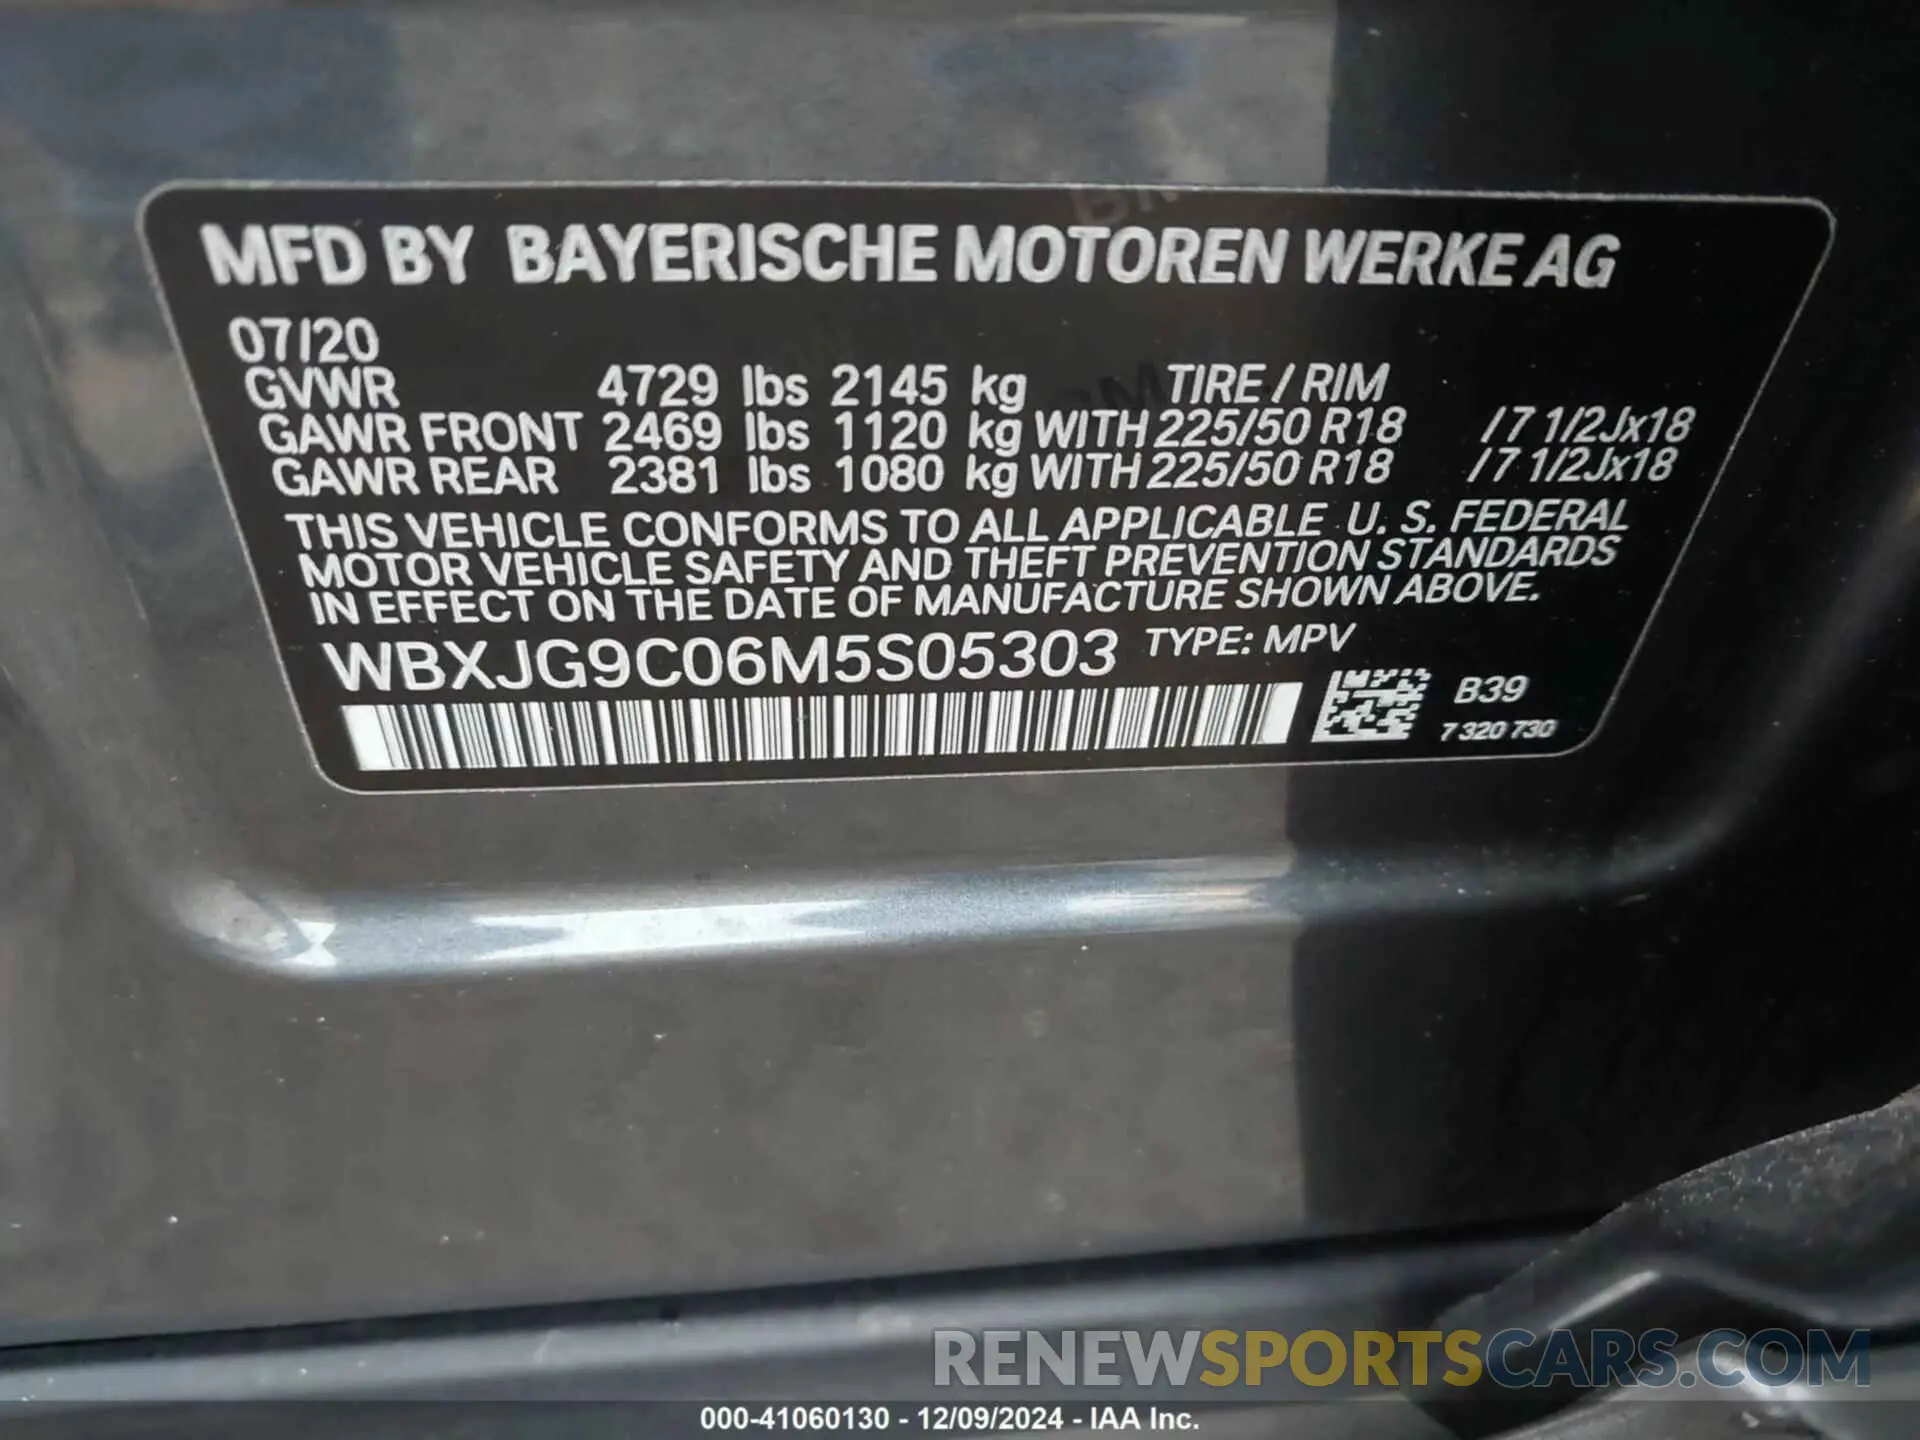 MFD BY BAYERISCHE MOTOREN WERKE AG
07/20
GVWR 4729 lbs 2145 kg TIRE / RIM
GAWR FRONT 2469 lbs 1120 kg WITH 225/50 R18 / 7 1/2Jx18
GAWR REAR 2381 lbs 1080 kg WITH 225/50 R18 / 7 1/2Jx18
THIS VEHICLE CONFORMS TO ALL APPLICABLE U. S. FEDERAL
MOTOR VEHICLE SAFETY AND THEFT PREVENTION STANDARDS
IN EFFECT ON THE DATE OF MANUFACTURE SHOWN ABOVE.
WBXJG9C06M5S05303 TYPE: MPV
B39
7 320 730
RENEWSPORTSCARS.COM
000-41060130 - 12/09/2024 - IAA Inc.